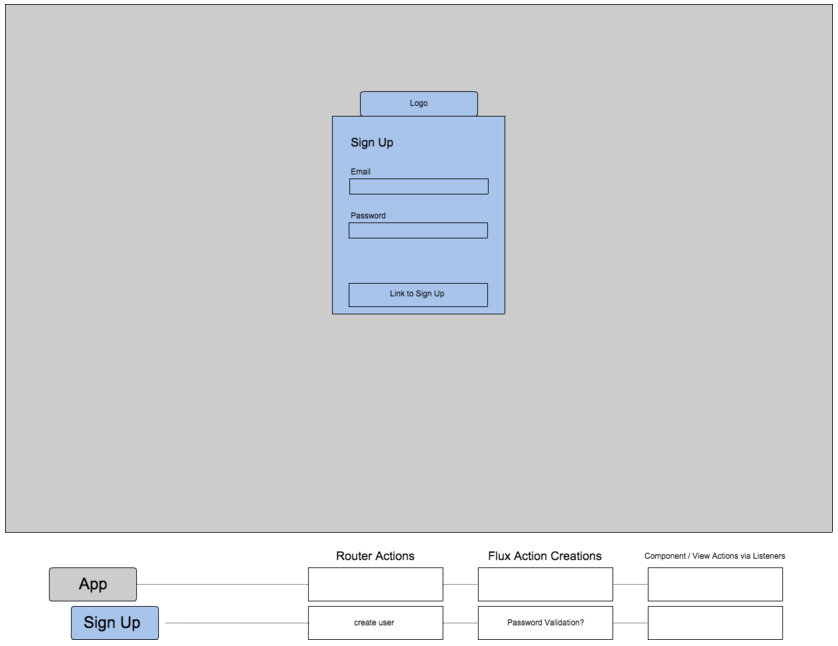 Logo
Sign Up
Email
Password
Link to Sign Up
Router Actions
Flux Action Creations
Component / View Actions via Listeners
App
Sign Up
create user
Password Validation?